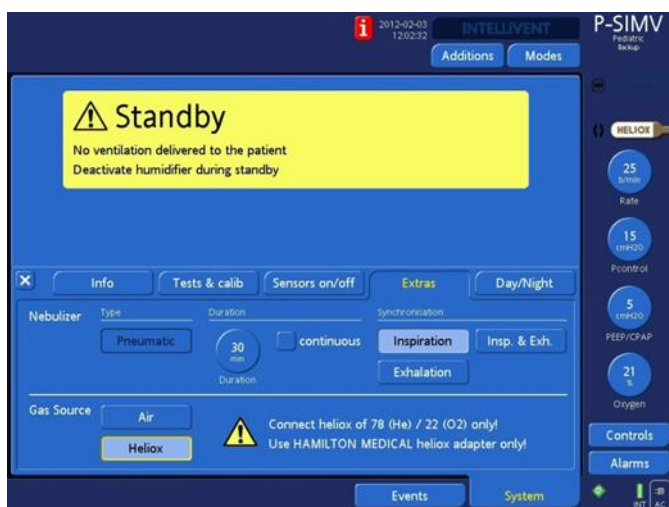 i
2012-02-03
12:02:32
INTELLIVENT
P-SIMV
Pediatric
Backup
Additions
Modes
Standby
No ventilation delivered to the patient
Deactivate humidifier during standby
HELIOX
25
b/min
Rate
15
cmH2O
Pcontrol
5
cmH2O
PEEP/CPAP
21
%
Oxygen
X
Info
Tests & calib
Sensors on/off
Extras
Day/Night
Nebulizer
Type
Pneumatic
Duration
30
min
Duration
continuous
Synchronisation
Inspiration
Insp. & Exh.
Exhalation
Gas Source
Air
Heliox
Connect heliox of 78 (He) / 22 (O2) only!
Use HAMILTON MEDICAL heliox adapter only!
Controls
Alarms
Events
System
INT
AC